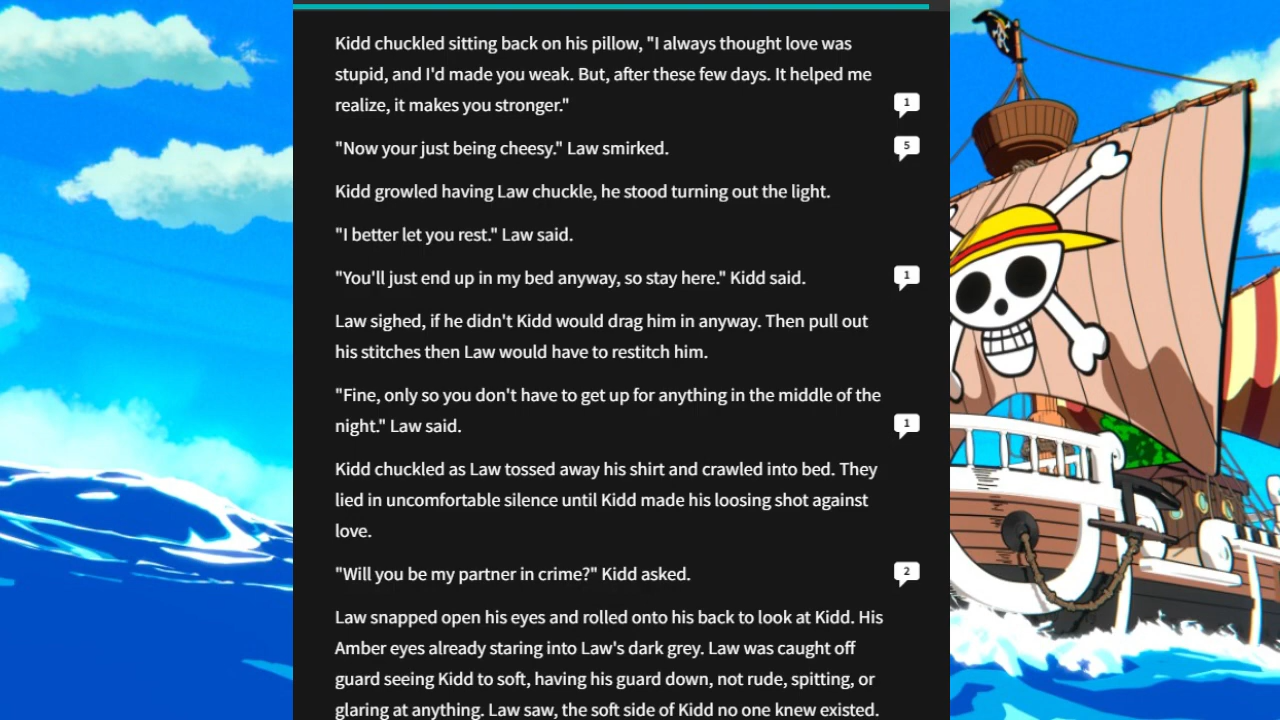 Kidd chuckled sitting back on his pillow, "I always thought love was
stupid, and I'd made you weak. But, after these few days. It helped me
realize, it makes you stronger."
1
"Now your just being cheesy." Law smirked.
5
Kidd growled having Law chuckle, he stood turning out the light.
"I better let you rest." Law said.
"You'll just end up in my bed anyway, so stay here." Kidd said.
1
Law sighed, if he didn't Kidd would drag him in anyway. Then pull out
his stitches then Law would have to restitch him.
"Fine, only so you don't have to get up for anything in the middle of the
night." Law said.
1
Kidd chuckled as Law tossed away his shirt and crawled into bed. They
lied in uncomfortable silence until Kidd made his loosing shot against
love.
"Will you be my partner in crime?" Kidd asked.
2
Law snapped open his eyes and rolled onto his back to look at Kidd. His
Amber eyes already staring into Law's dark grey. Law was caught off
guard seeing Kidd to soft, having his guard down, not rude, spitting, or
glaring at anything. Law saw, the soft side of Kidd no one knew existed.